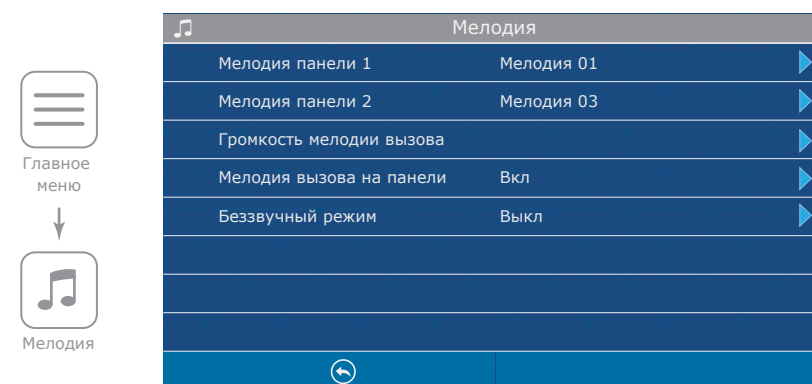 Главное
меню
Мелодия
Мелодия
Мелодия панели 1 Мелодия 01
Мелодия панели 2 Мелодия 03
Громкость мелодии вызова
Мелодия вызова на панели Вкл
Беззвучный режим Выкл